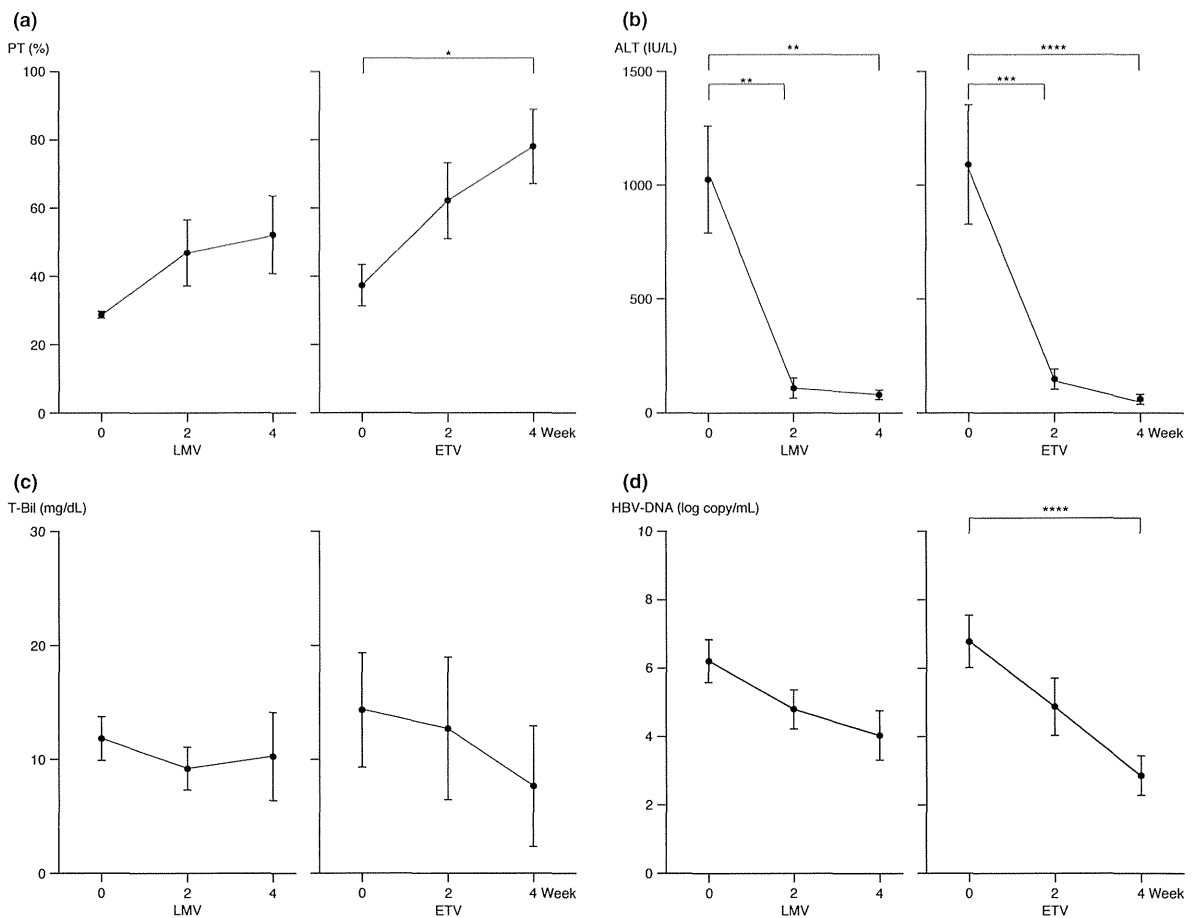 (a)
PT (%)
*
100
80
60
40
20
0
0 2 4
LMV
0 2 4 Week
ETV
(b)
ALT (IU/L)
**
**
****
***
1500
1000
500
0
0 2 4
LMV
0 2 4 Week
ETV
(c)
T-Bil (mg/dL)
30
20
10
0
0 2 4
LMV
0 2 4 Week
ETV
(d)
HBV-DNA (log copy/mL)
****
10
8
6
4
2
0
0 2 4
LMV
0 2 4 Week
ETV